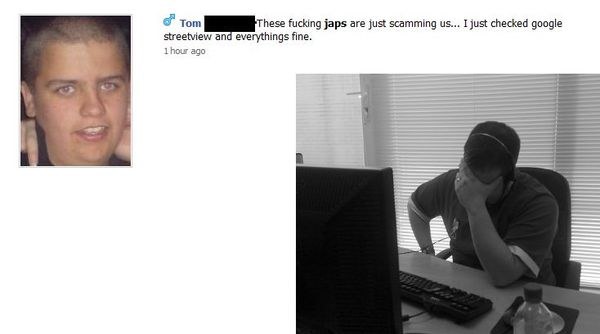 Tom These fucking japs are just scamming us... I just checked google
streetview and everythings fine.
1 hour ago